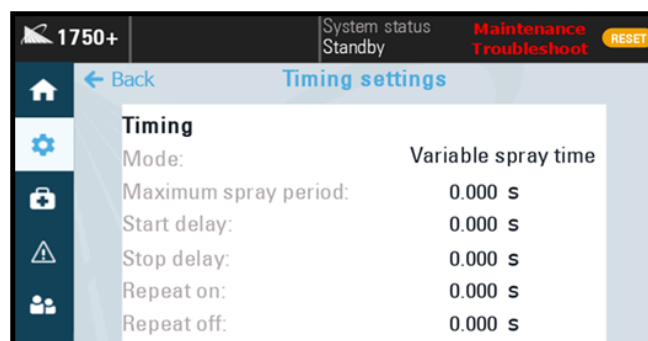 1750+
System status
Standby
Maintenance
Troubleshoot
RESET
Back
Timing settings
Timing
Mode: Variable spray time
Maximum spray period: 0.000 s
Start delay: 0.000 s
Stop delay: 0.000 s
Repeat on: 0.000 s
Repeat off: 0.000 s